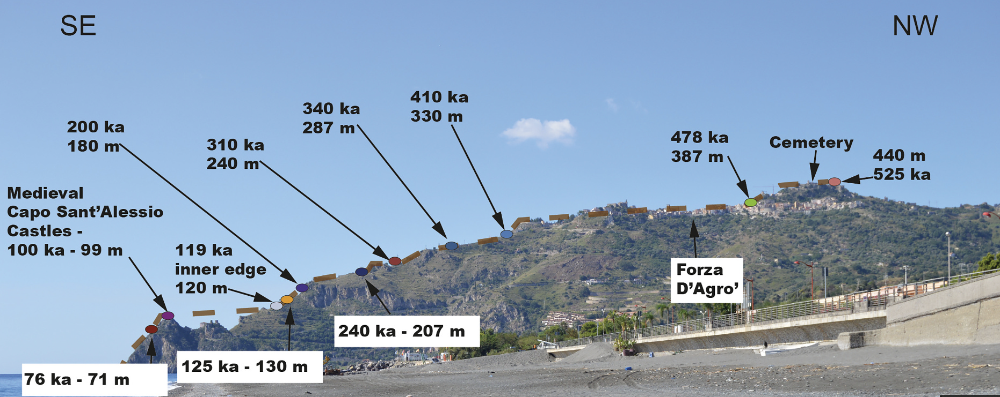 SE
NW
410 ka
330 m
340 ka
287 m
200 ka
180 m
310 ka
240 m
478 ka
387 m
Cemetery
440 m
525 ka
Medieval
Capo Sant'Alessio
Castles -
100 ka - 99 m
119 ka
inner edge
120 m
Forza
D'Agro'
240 ka - 207 m
125 ka - 130 m
76 ka - 71 m